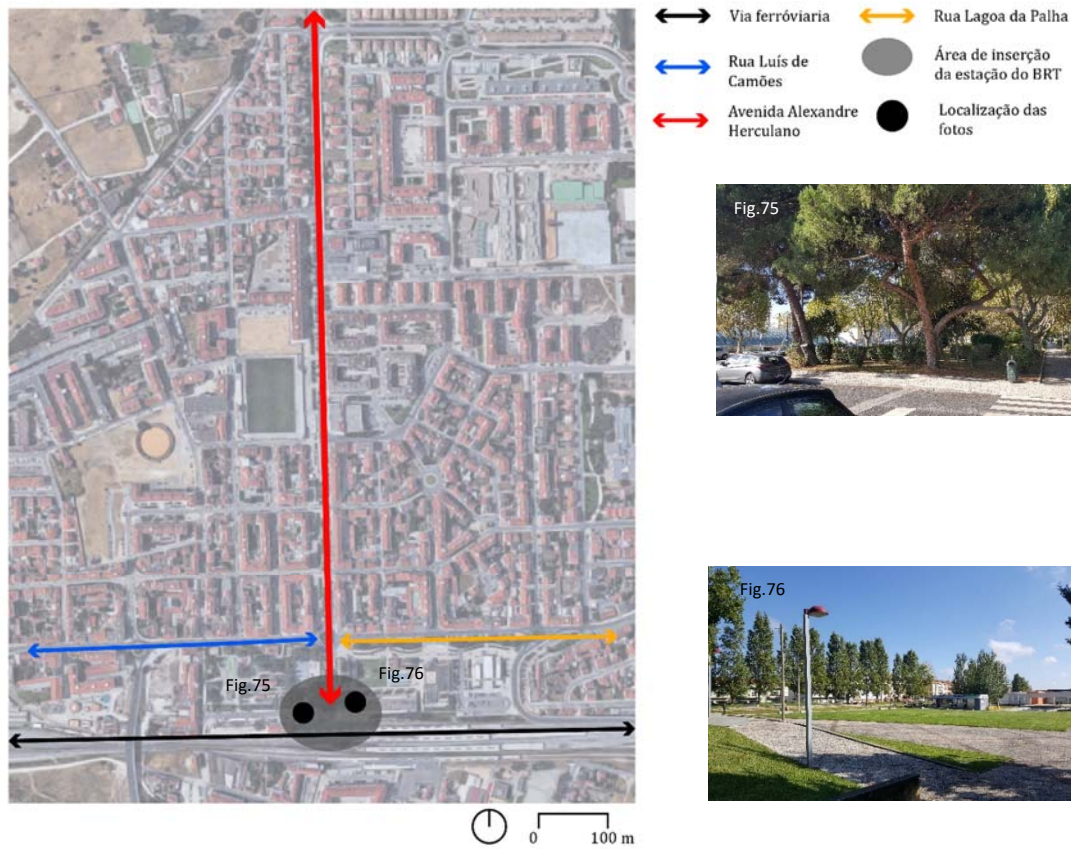 Via ferróviaria
Rua Lagoa da Palha
Rua Luís de
Camões
Área de inserção
da estação do BRT
Avenida Alexandre
Herculano
Localização das
fotos
Fig.75
Fig.76
Fig.75
Fig.76
0 100 m